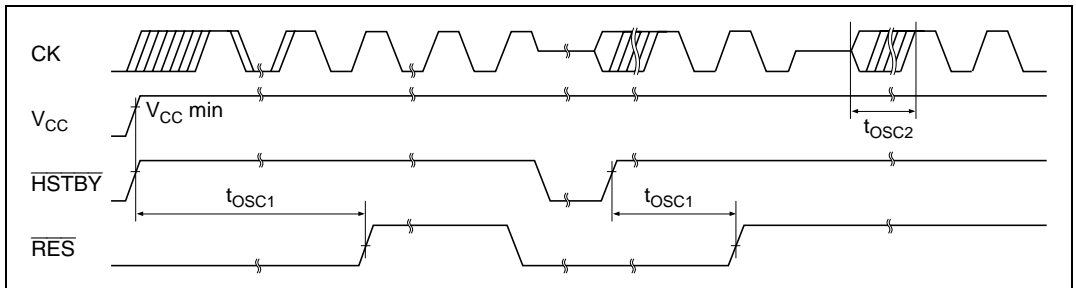 CK
V_CC
V_CC min
t_OSC2
HSTBY
t_OSC1
t_OSC1
RES